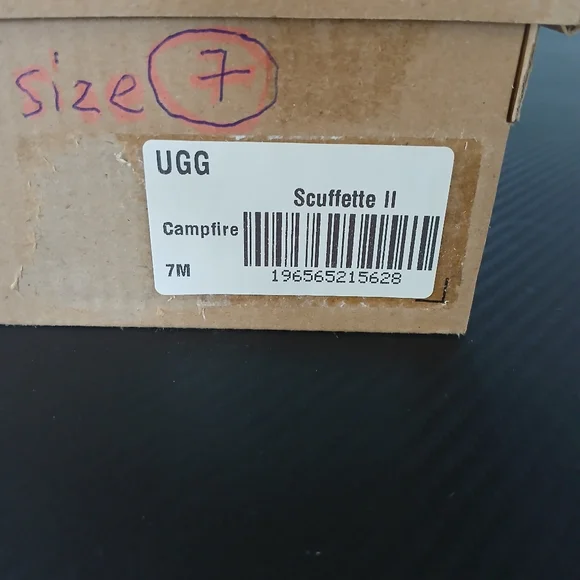 size 7
UGG
Scuffette II
Campfire
7M
196565215628